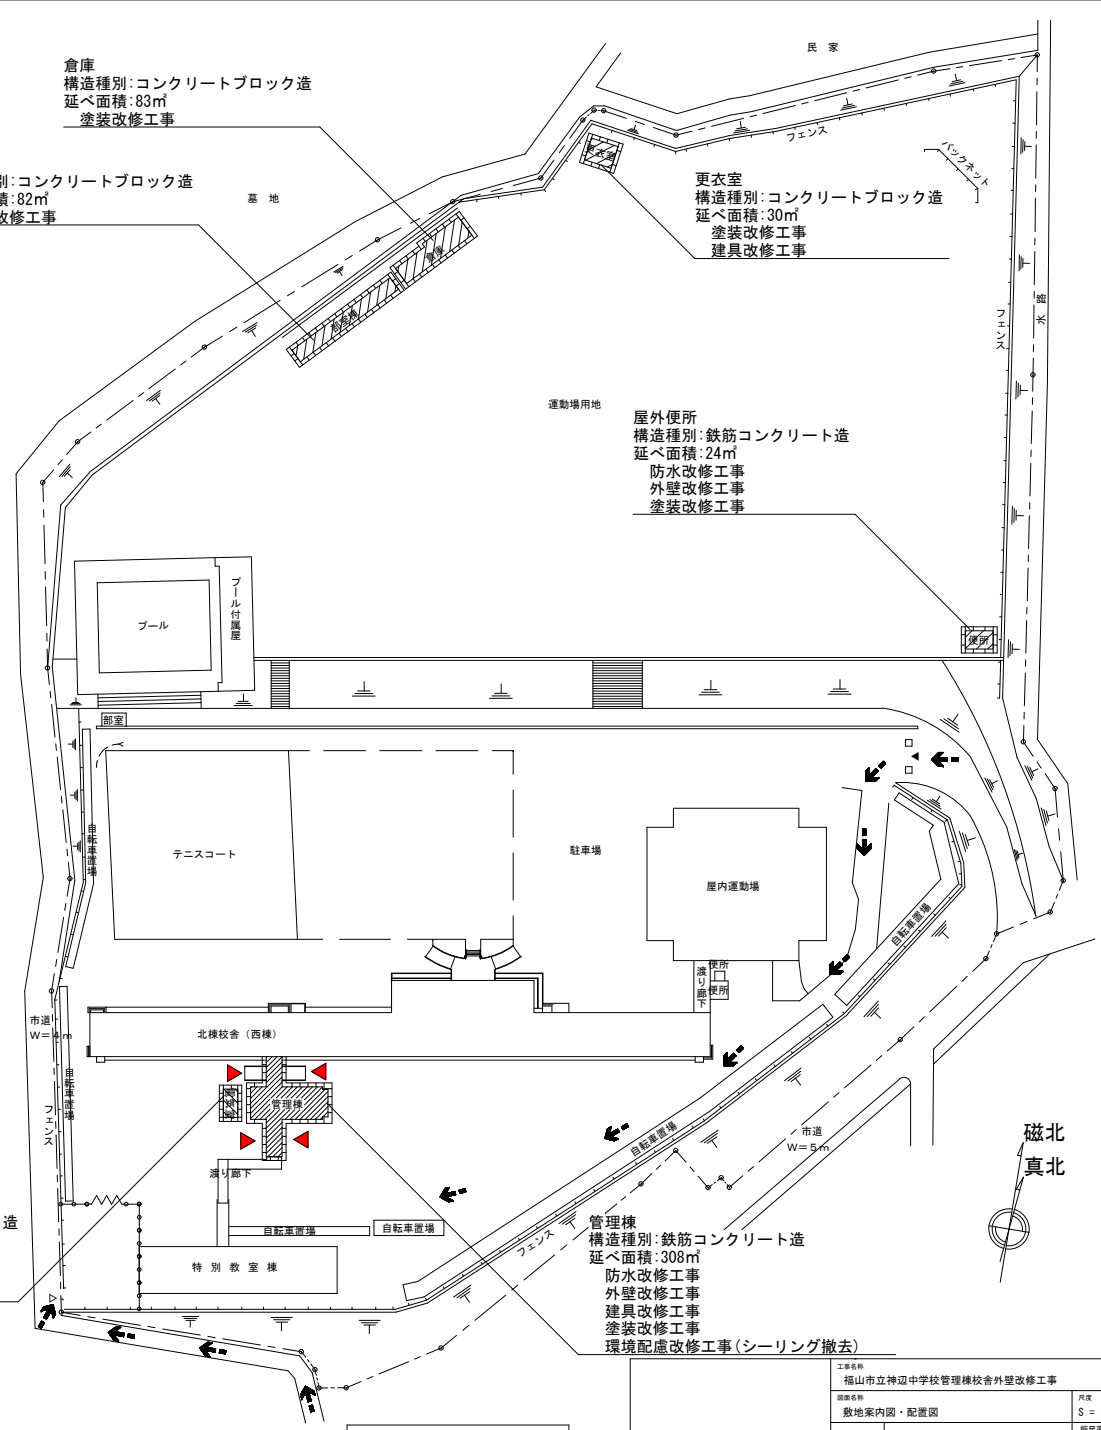 民 家
倉庫
構造種別:コンクリートブロック造
延べ面積:83㎡
塗装改修工事
別:コンクリートブロック造
積:82㎡
改修工事
墓 地
フェンス
バックネット
更衣室
更衣室
構造種別:コンクリートブロック造
延べ面積:30㎡
塗装改修工事
建具改修工事
倉庫
水 路
フェンス
運動場用地
屋外便所
構造種別:鉄筋コンクリート造
延べ面積:24㎡
防水改修工事
外壁改修工事
塗装改修工事
プール
プール付属屋
便所
部室
自転車置場
テニスコート
駐車場
屋内運動場
自転車置場
渡り廊下
便所
便所
市道
W=4m
北棟校舎（西棟）
自転車置場
フェンス
管理棟
渡り廊下
自転車置場
市道
W=5m
磁北
真北
造
自転車置場
自転車置場
特 別 教 室 棟
フェンス
管理棟
構造種別:鉄筋コンクリート造
延べ面積:308㎡
防水改修工事
外壁改修工事
建具改修工事
塗装改修工事
環境配慮改修工事(シーリング撤去)
工事名称
福山市立神辺中学校管理棟校舎外壁改修工事
図面名称
敷地案内図・配置図
尺度
S =